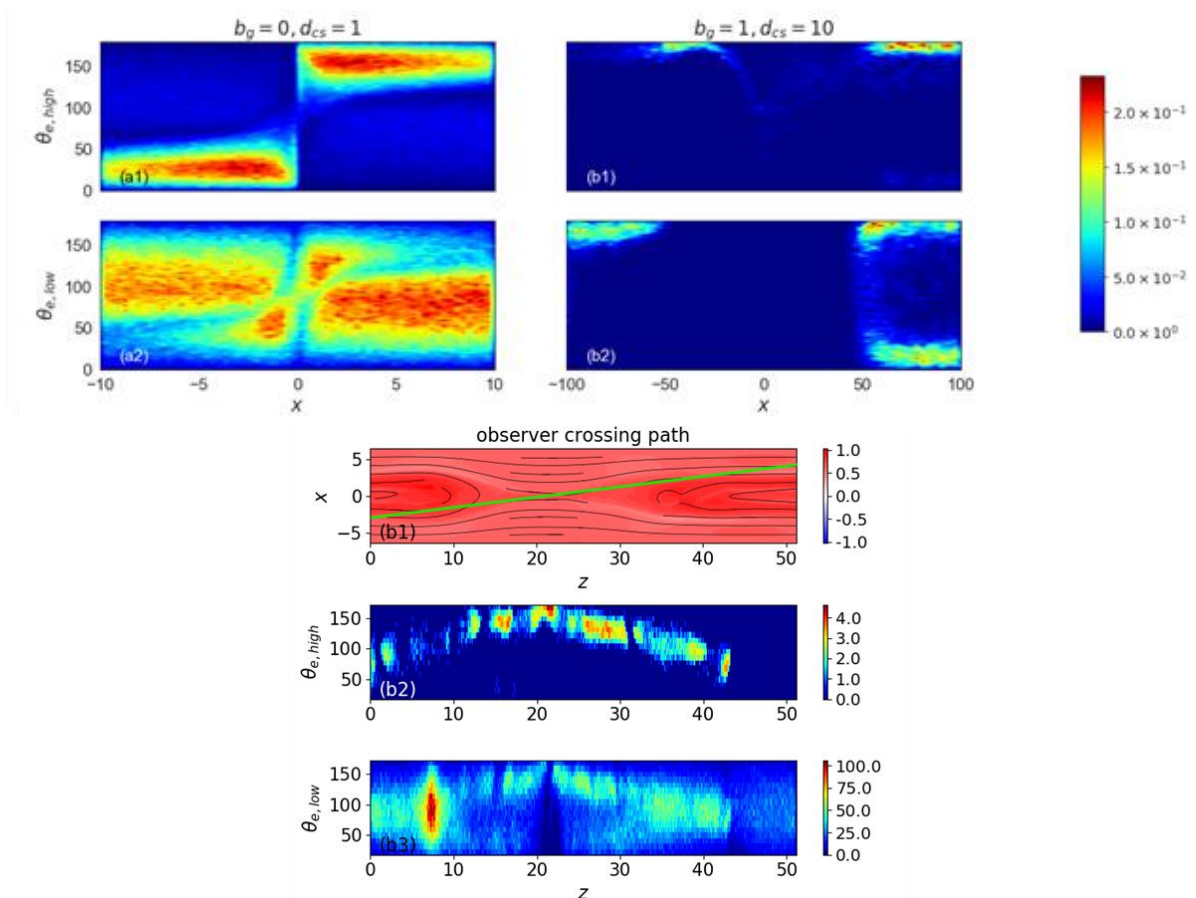 b_g = 0, d_cs = 1
b_g = 1, d_cs = 10
θ_e,high
150
100
50
0
(a1)
(b1)
2.0 × 10⁻¹
1.5 × 10⁻¹
1.0 × 10⁻¹
5.0 × 10⁻²
0.0 × 10⁰
θ_e,low
150
100
50
0
(a2)
(b2)
−10 −5 0 5 10
x
−100 −50 0 50 100
x
observer crossing path
x
5
0
−5
(b1)
1.0
0.5
0.0
-0.5
-1.0
0 10 20 30 40 50
z
θ_e,high
150
100
50
(b2)
4.0
3.0
2.0
1.0
0.0
0 10 20 30 40 50
θ_e,low
150
100
50
(b3)
100.0
75.0
50.0
25.0
0.0
0 10 20 30 40 50
z